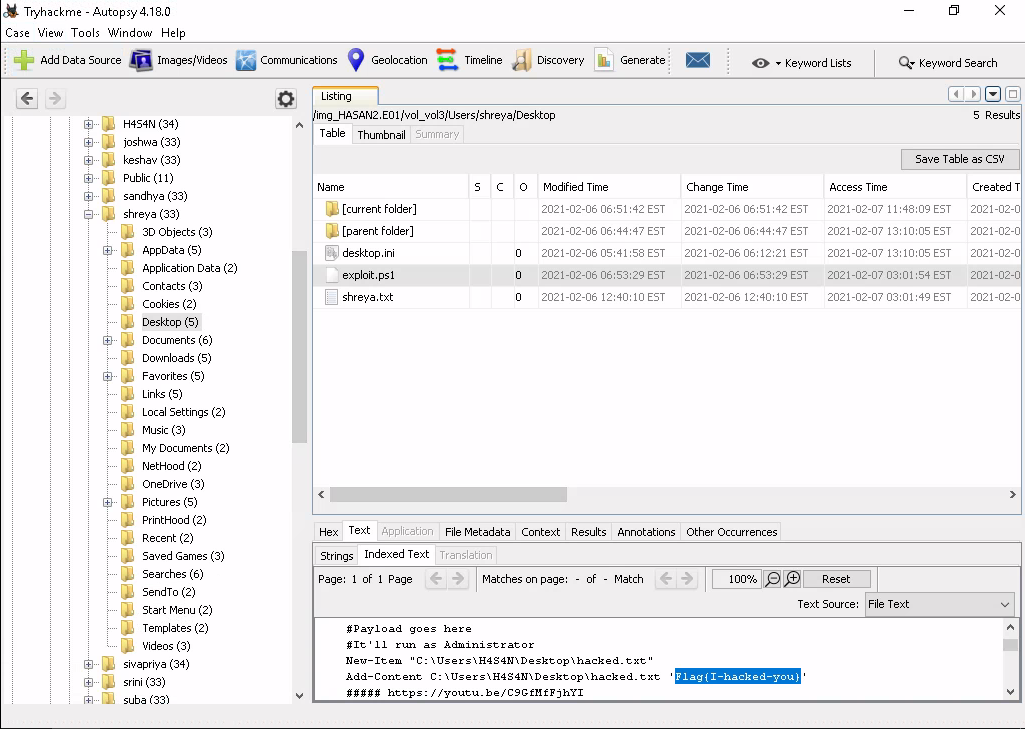 Tryhackme - Autopsy 4.18.0
Case View Tools Window Help
Add Data Source Images/Videos Communications Geolocation Timeline Discovery Generate Keyword Lists Keyword Search
H4S4N (34)
joshwa (33)
keshav (33)
Public (11)
sandhya (33)
shreya (33)
3D Objects (3)
AppData (5)
Application Data (2)
Contacts (3)
Cookies (2)
Desktop (5)
Documents (6)
Downloads (5)
Favorites (5)
Links (5)
Local Settings (2)
Music (3)
My Documents (2)
NetHood (2)
OneDrive (3)
Pictures (5)
PrintHood (2)
Recent (2)
Saved Games (3)
Searches (6)
SendTo (2)
Start Menu (2)
Templates (2)
Videos (3)
sivapriya (34)
srini (33)
suba (33)
Listing
/img_HASAN2.E01/vol_vol3/Users/shreya/Desktop 5 Results
Table Thumbnail Summary
Save Table as CSV
Name S C O Modified Time Change Time Access Time Created T
[current folder] 2021-02-06 06:51:42 EST 2021-02-06 06:51:42 EST 2021-02-07 11:48:09 EST 2021-02-0
[parent folder] 2021-02-06 06:44:47 EST 2021-02-06 06:44:47 EST 2021-02-07 13:10:05 EST 2021-02-0
desktop.ini 0 2021-02-06 05:41:58 EST 2021-02-06 06:12:21 EST 2021-02-07 13:10:05 EST 2021-02-0
exploit.ps1 0 2021-02-06 06:53:29 EST 2021-02-06 06:53:29 EST 2021-02-07 03:01:54 EST 2021-02-0
shreya.txt 0 2021-02-06 12:40:10 EST 2021-02-06 12:40:10 EST 2021-02-07 03:01:49 EST 2021-02-0
Hex Text Application File Metadata Context Results Annotations Other Occurrences
Strings Indexed Text Translation
Page: 1 of 1 Page Matches on page: - of - Match 100% Reset
Text Source: File Text
#Payload goes here
#It'll run as Administrator
New-Item "C:\Users\H4S4N\Desktop\hacked.txt"
Add-Content C:\Users\H4S4N\Desktop\hacked.txt 'Flag{I-hacked-you}'
##### https://youtu.be/C9GfMfFjhYI